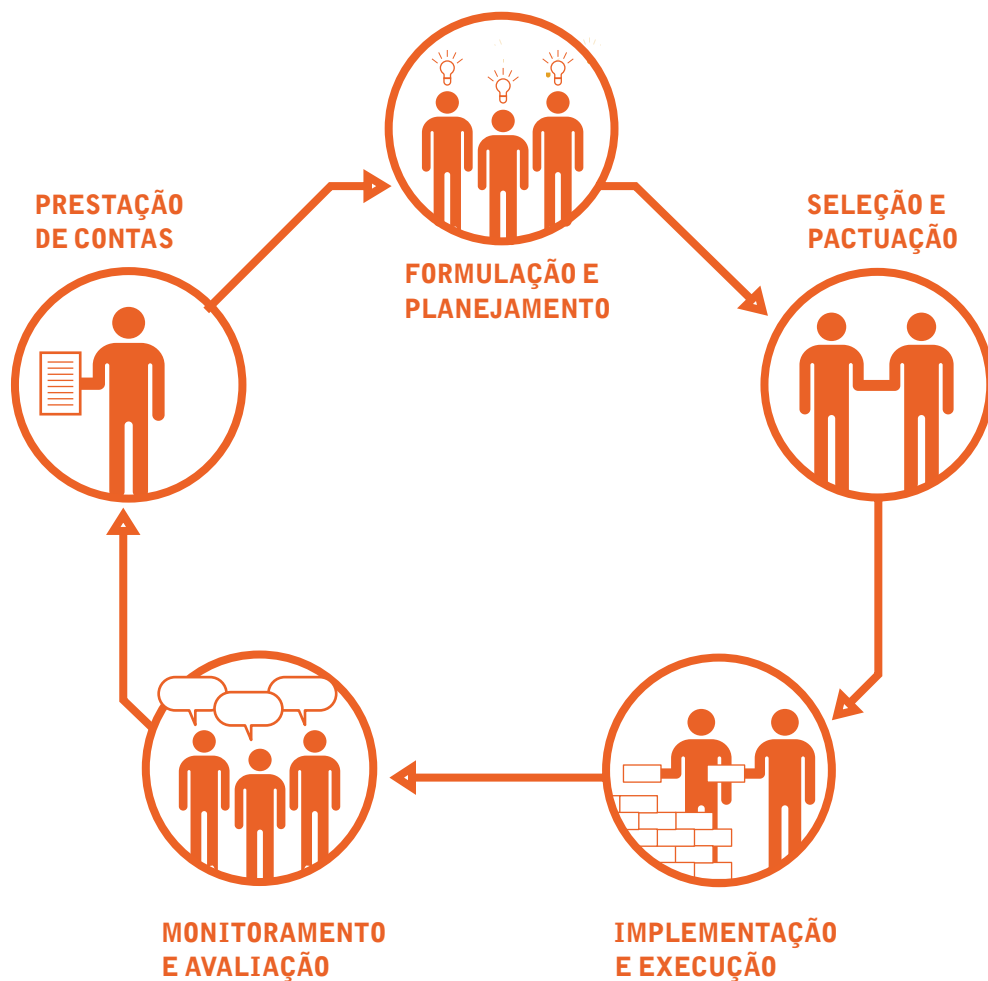 FORMULAÇÃO E
PLANEJAMENTO
SELEÇÃO E
PACTUAÇÃO
IMPLEMENTAÇÃO
E EXECUÇÃO
MONITORAMENTO
E AVALIAÇÃO
PRESTAÇÃO
DE CONTAS